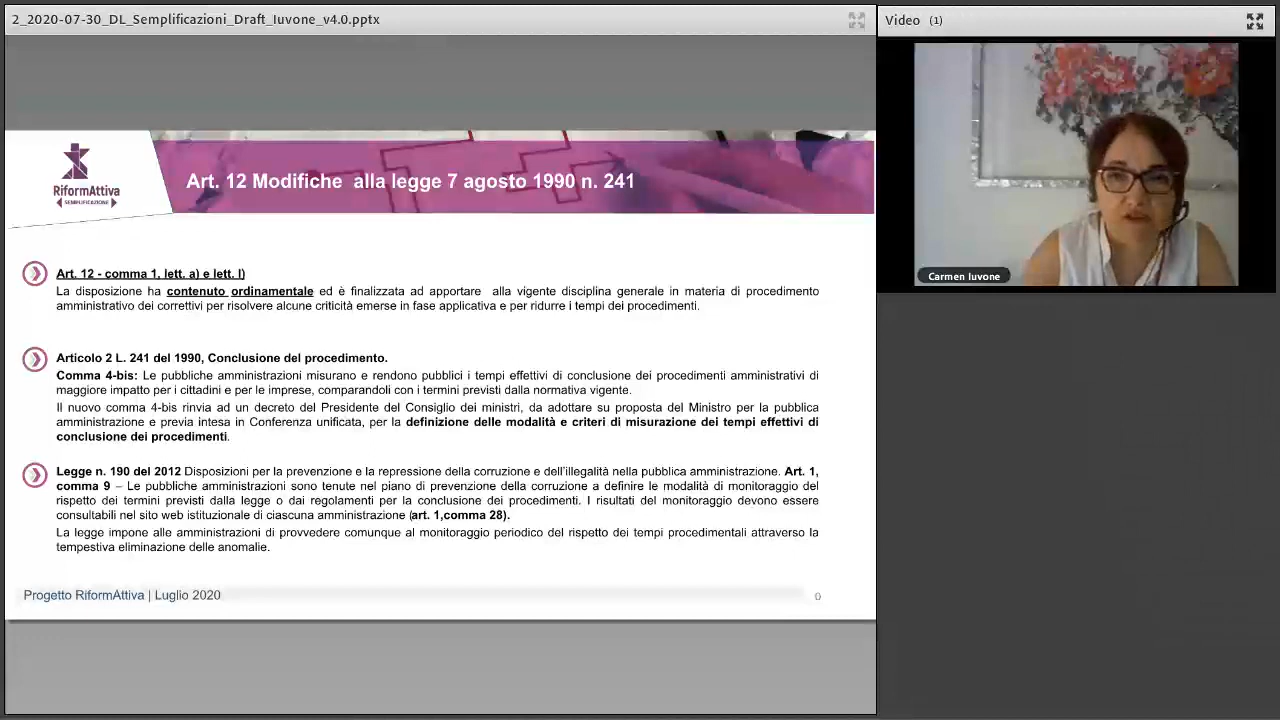 2_2020-07-30_DL_Semplificazioni_Draft_Iuvone_v4.0.pptx
Video (1)
Art. 12 Modifiche alla legge 7 agosto 1990 n. 241
RiformAttiva
SEMPLIFICAZIONE
Carmen Iuvone
Art. 12 - comma 1, lett. a) e lett. l)
La disposizione ha contenuto ordinamentale ed è finalizzata ad apportare alla vigente disciplina generale in materia di procedimento
amministrativo dei correttivi per risolvere alcune criticità emerse in fase applicativa e per ridurre i tempi dei procedimenti.
Articolo 2 L. 241 del 1990, Conclusione del procedimento.
Comma 4-bis: Le pubbliche amministrazioni misurano e rendono pubblici i tempi effettivi di conclusione dei procedimenti amministrativi di
maggiore impatto per i cittadini e per le imprese, comparandoli con i termini previsti dalla normativa vigente.
Il nuovo comma 4-bis rinvia ad un decreto del Presidente del Consiglio dei ministri, da adottare su proposta del Ministro per la pubblica
amministrazione e previa intesa in Conferenza unificata, per la definizione delle modalità e criteri di misurazione dei tempi effettivi di
conclusione dei procedimenti.
Legge n. 190 del 2012 Disposizioni per la prevenzione e la repressione della corruzione e dell'illegalità nella pubblica amministrazione. Art. 1,
comma 9 – Le pubbliche amministrazioni sono tenute nel piano di prevenzione della corruzione a definire le modalità di monitoraggio del
rispetto dei termini previsti dalla legge o dai regolamenti per la conclusione dei procedimenti. I risultati del monitoraggio devono essere
consultabili nel sito web istituzionale di ciascuna amministrazione (art. 1,comma 28).
La legge impone alle amministrazioni di provvedere comunque al monitoraggio periodico del rispetto dei tempi procedimentali attraverso la
tempestiva eliminazione delle anomalie.
Progetto RiformAttiva | Luglio 2020
0